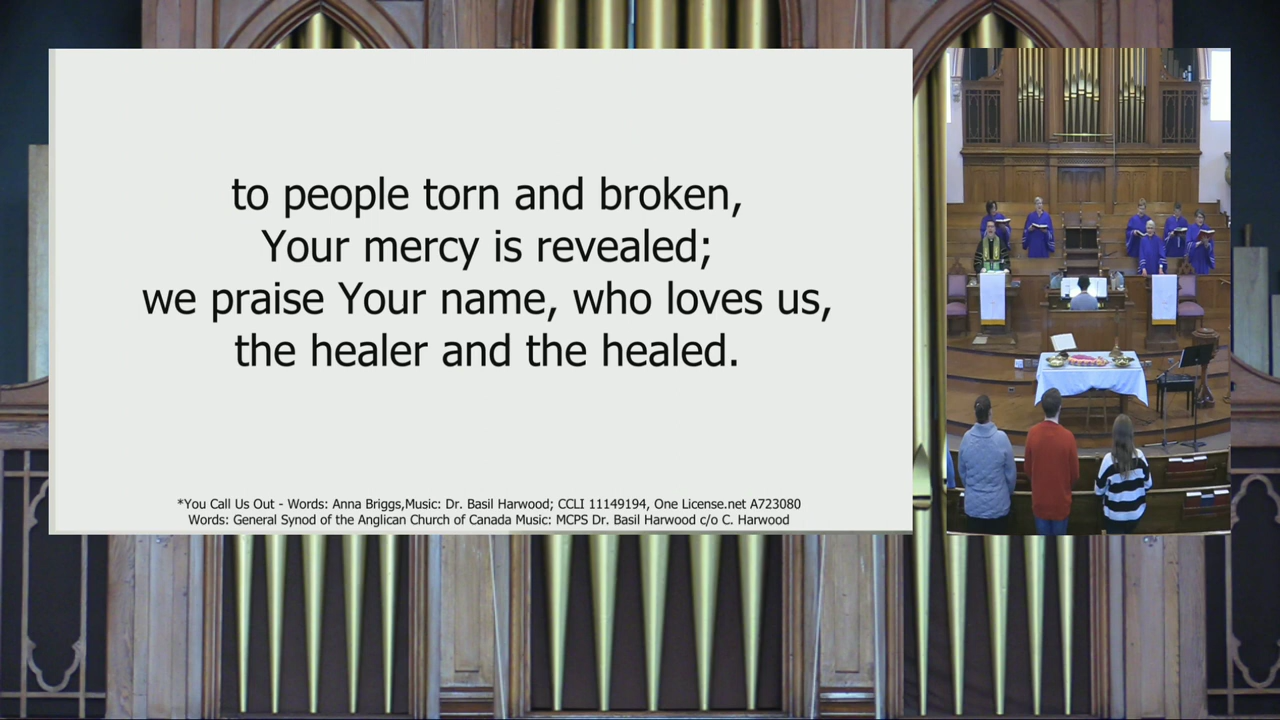 to people torn and broken,
Your mercy is revealed;
we praise Your name, who loves us,
the healer and the healed.
*You Call Us Out - Words: Anna Briggs,Music: Dr. Basil Harwood; CCLI 11149194, One License.net A723080
Words: General Synod of the Anglican Church of Canada Music: MCPS Dr. Basil Harwood c/o C. Harwood